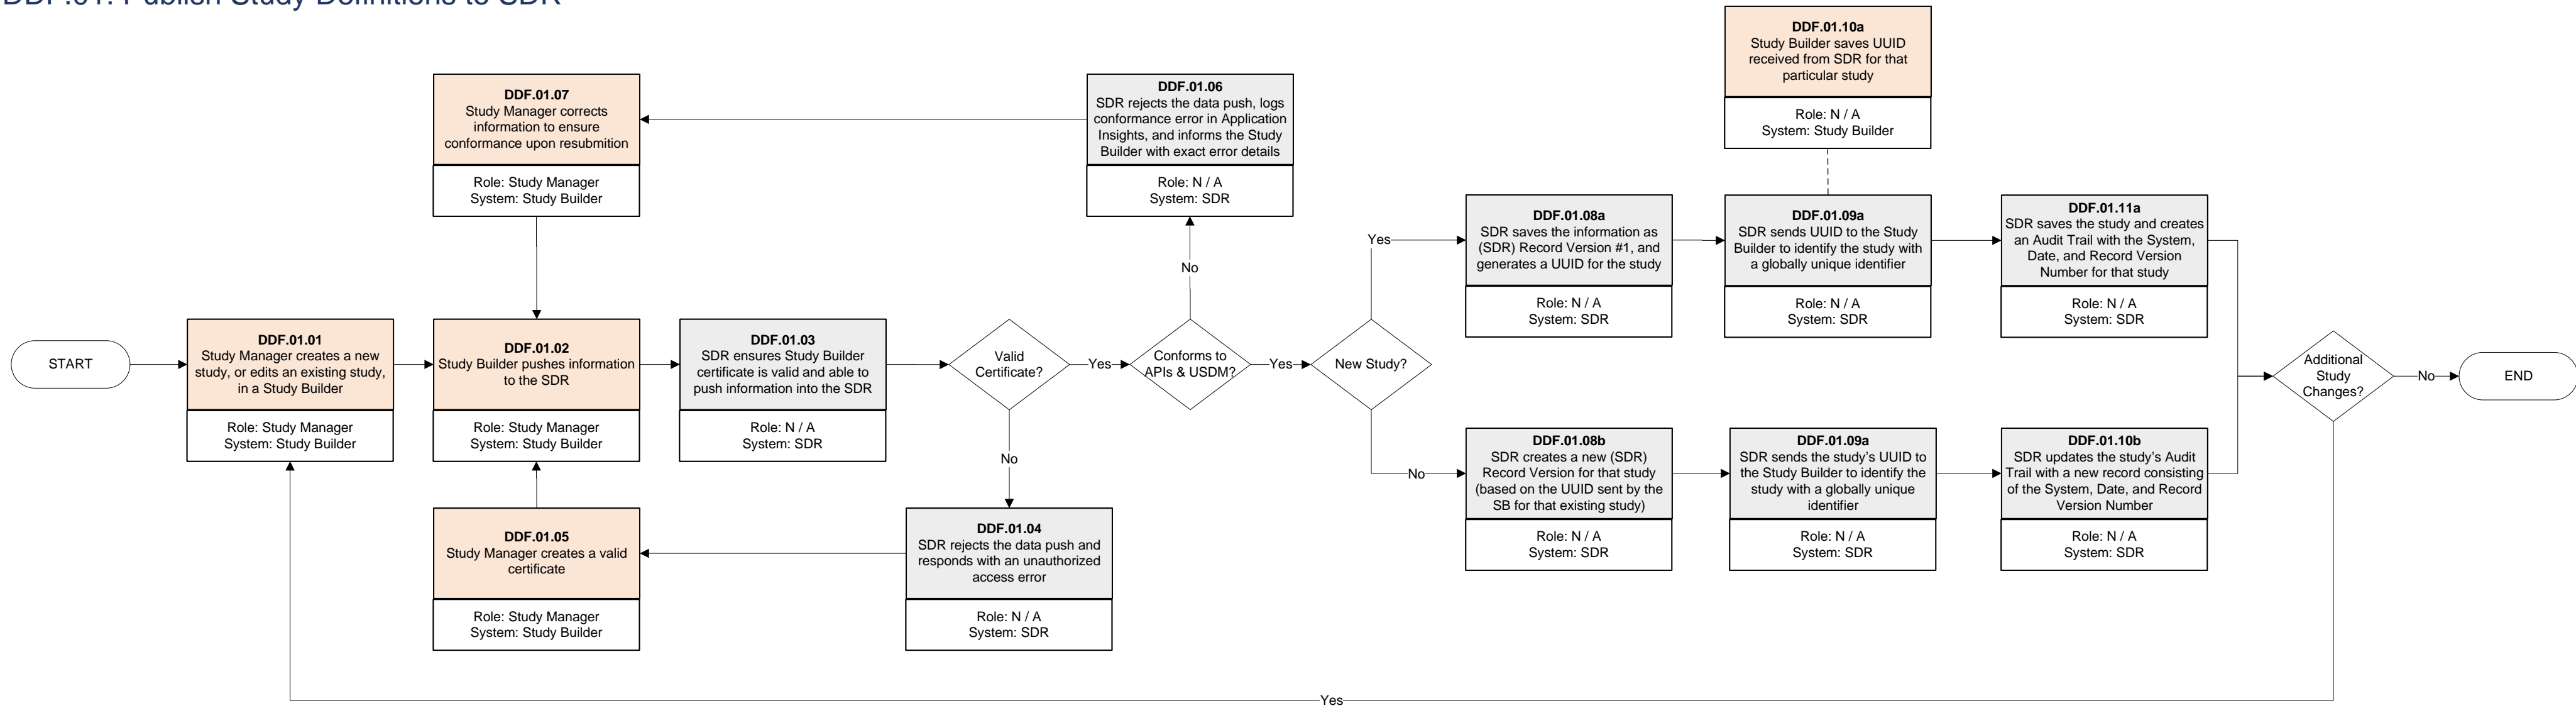 DDF.01: Publish Study Definitions to SDR
DDF.01.10a
Study Builder saves UUID
received from SDR for that
particular study
Role: N / A
System: Study Builder
DDF.01.07
Study Manager corrects
information to ensure
conformance upon resubmition
Role: Study Manager
System: Study Builder
DDF.01.06
SDR rejects the data push, logs
conformance error in Application
Insights, and informs the Study
Builder with exact error details
Role: N / A
System: SDR
No
Yes
DDF.01.08a
SDR saves the information as
(SDR) Record Version #1, and
generates a UUID for the study
Role: N / A
System: SDR
DDF.01.09a
SDR sends UUID to the Study
Builder to identify the study with
a globally unique identifier
Role: N / A
System: SDR
DDF.01.11a
SDR saves the study and creates
an Audit Trail with the System,
Date, and Record Version
Number for that study
Role: N / A
System: SDR
START
DDF.01.01
Study Manager creates a new
study, or edits an existing study,
in a Study Builder
Role: Study Manager
System: Study Builder
DDF.01.02
Study Builder pushes information
to the SDR
Role: Study Manager
System: Study Builder
DDF.01.03
SDR ensures Study Builder
certificate is valid and able to
push information into the SDR
Role: N / A
System: SDR
Valid
Certificate?
Yes
Conforms to
APIs & USDM?
Yes
New Study?
Additional
Study
Changes?
No
END
No
No
DDF.01.08b
SDR creates a new (SDR)
Record Version for that study
(based on the UUID sent by the
SB for that existing study)
Role: N / A
System: SDR
DDF.01.09a
SDR sends the study’s UUID to
the Study Builder to identify the
study with a globally unique
identifier
Role: N / A
System: SDR
DDF.01.10b
SDR updates the study’s Audit
Trail with a new record consisting
of the System, Date, and Record
Version Number
Role: N / A
System: SDR
DDF.01.05
Study Manager creates a valid
certificate
Role: Study Manager
System: Study Builder
DDF.01.04
SDR rejects the data push and
responds with an unauthorized
access error
Role: N / A
System: SDR
Yes